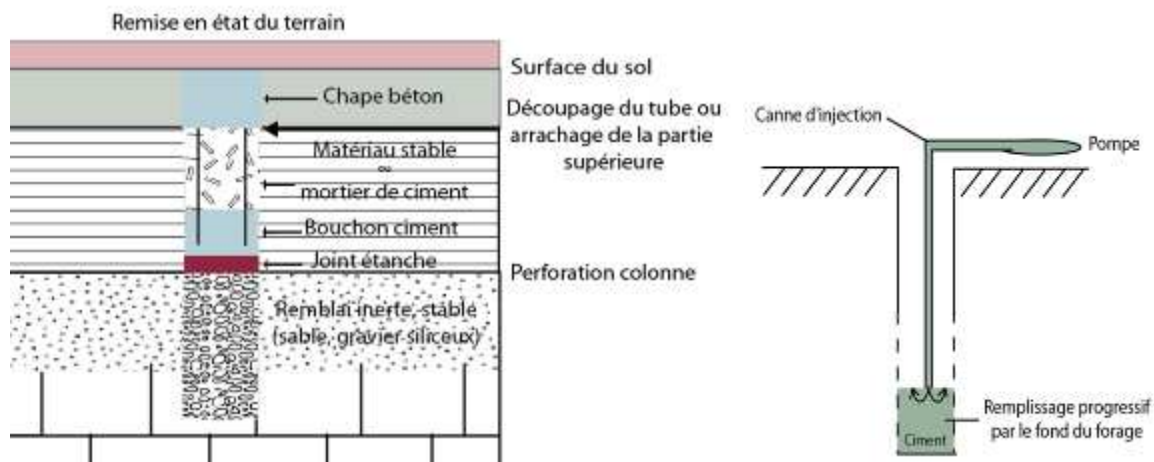 Remise en état du terrain
Surface du sol
Chape béton
Découpage du tube ou
arrachage de la partie
supérieure
Matériau stable
∞
mortier de ciment
Bouchon ciment
Joint étanche
Perforation colonne
Remblai inerte, stable
(sable, gravier siliceux)
Canne d'injection
Pompe
Remplissage progressif
par le fond du forage
Ciment